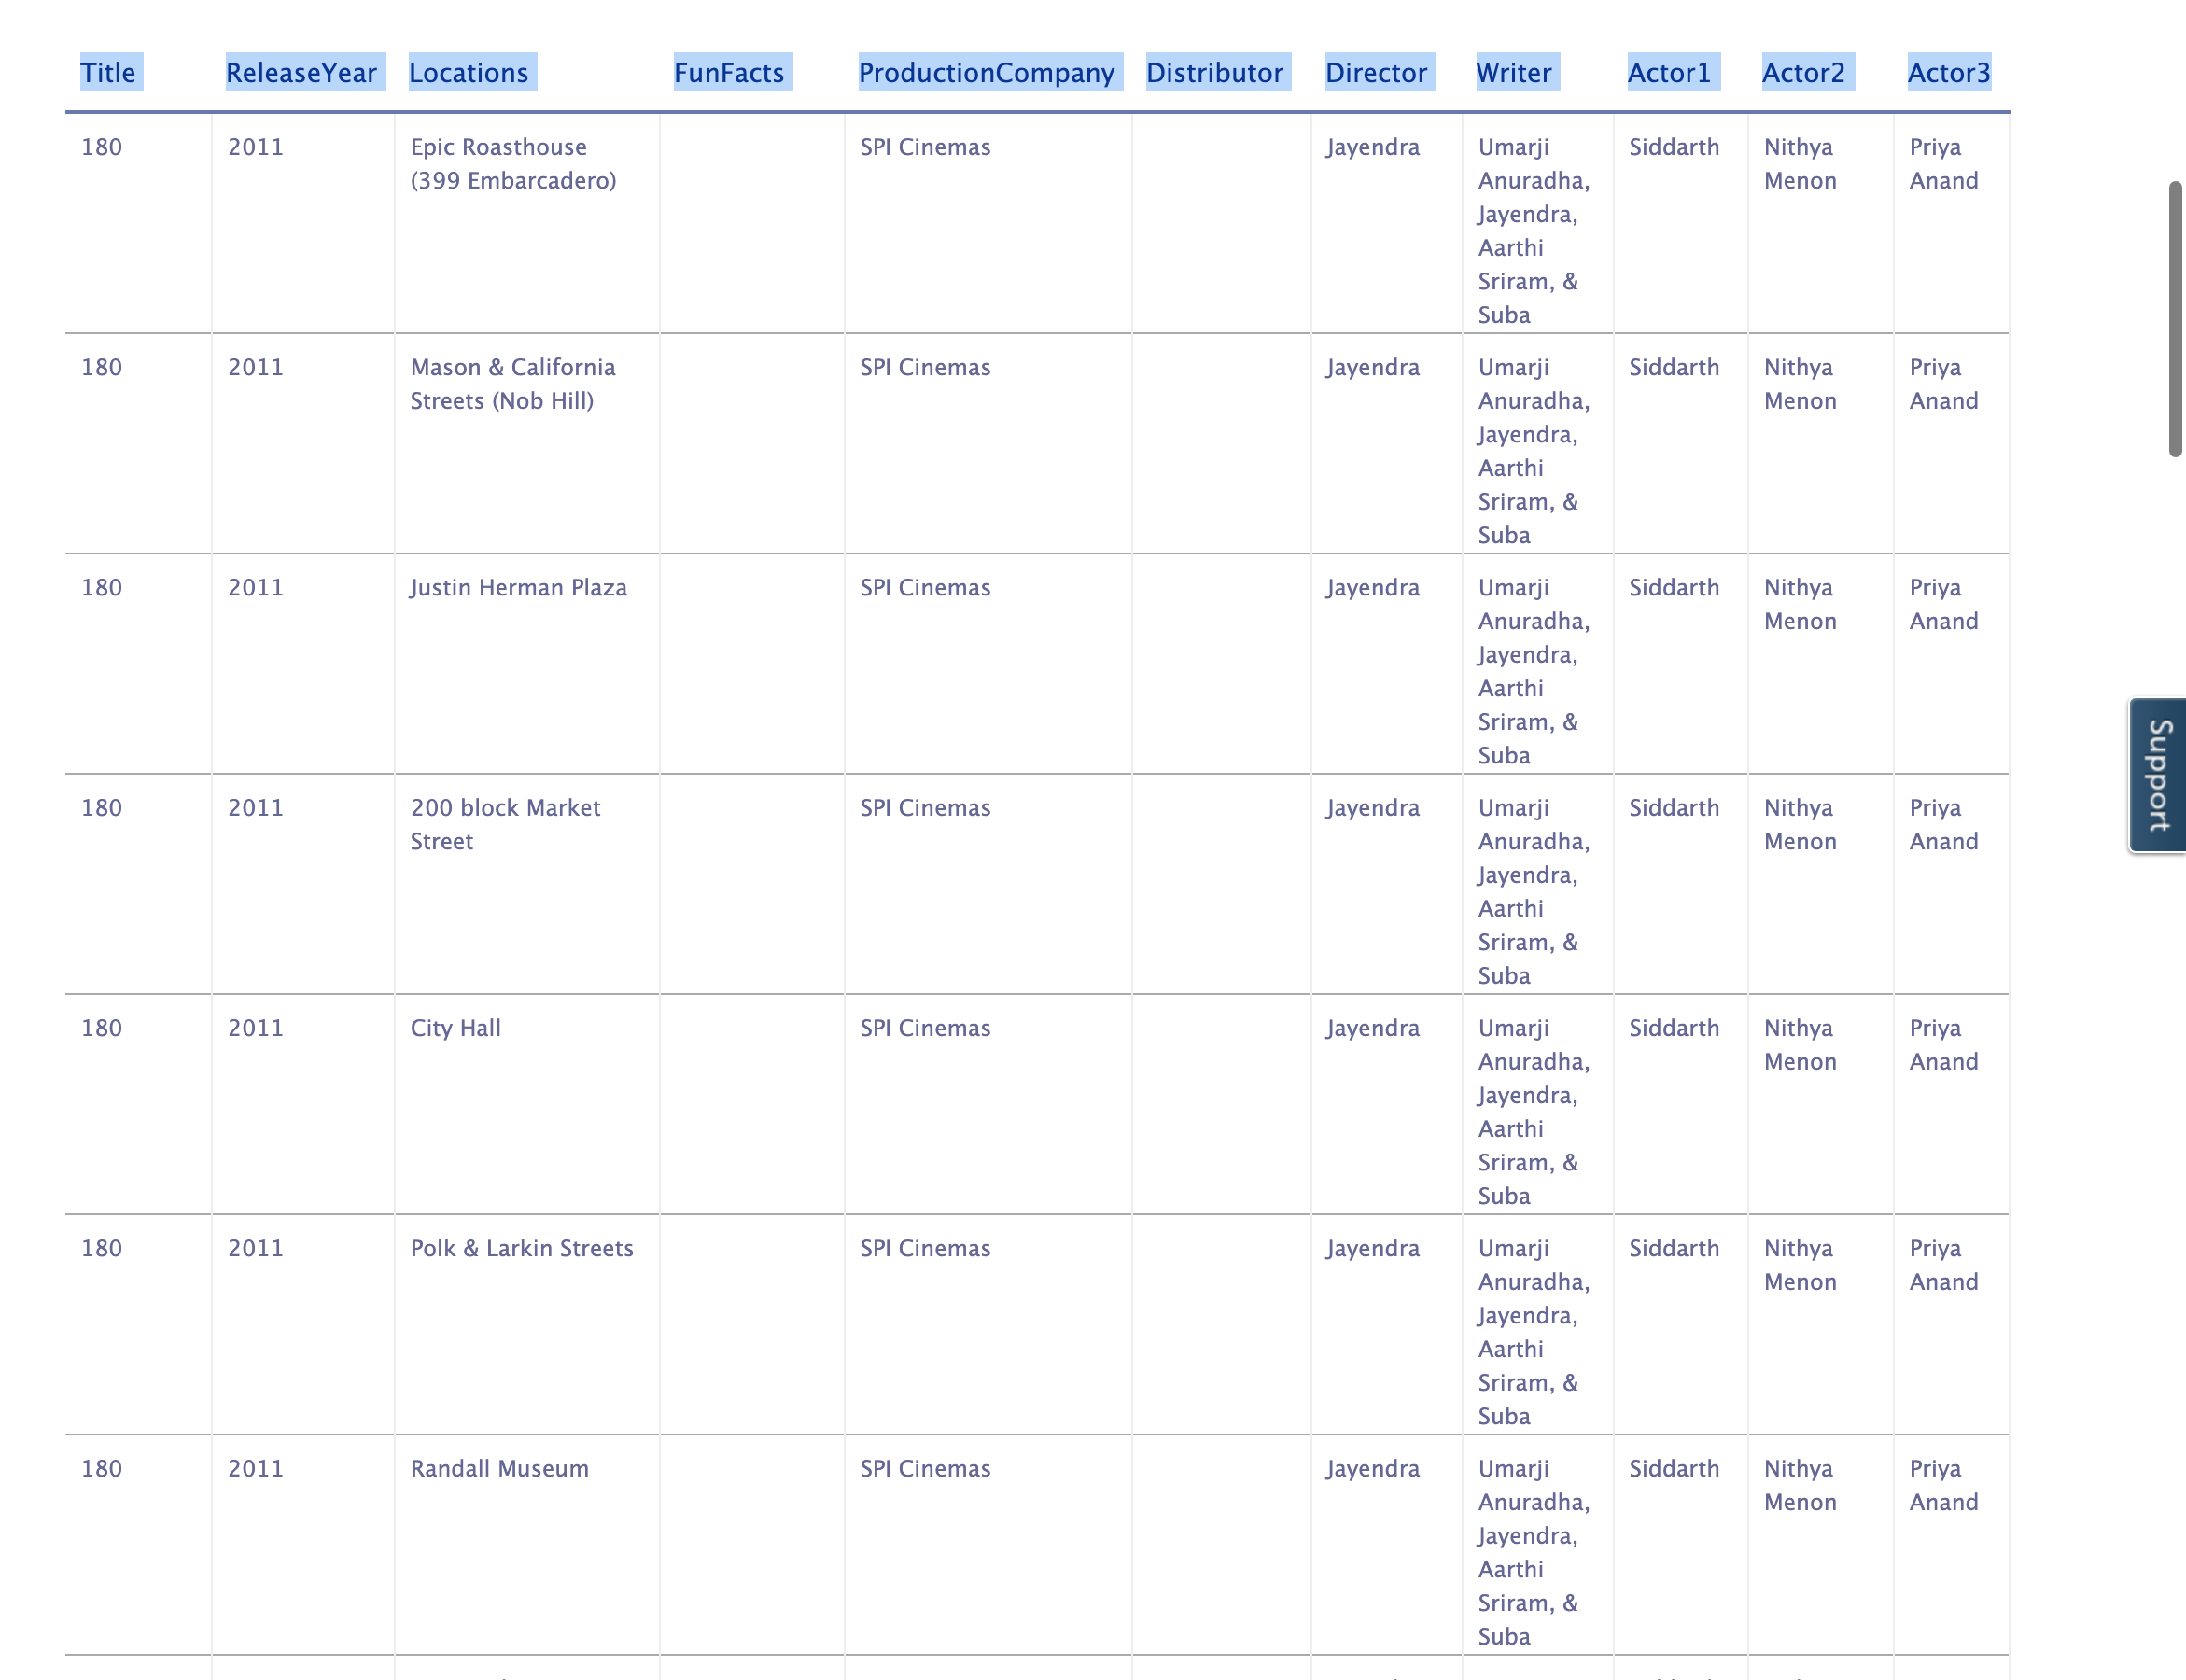 Title ReleaseYear Locations FunFacts ProductionCompany Distributor Director Writer Actor1 Actor2 Actor3
180 2011 Epic Roasthouse SPI Cinemas Jayendra Umarji Siddarth Nithya Priya
(399 Embarcadero) Anuradha, Menon Anand
Jayendra,
Aarthi
Sriram, &
Suba
180 2011 Mason & California SPI Cinemas Jayendra Umarji Siddarth Nithya Priya
Streets (Nob Hill) Anuradha, Menon Anand
Jayendra,
Aarthi
Sriram, &
Suba
180 2011 Justin Herman Plaza SPI Cinemas Jayendra Umarji Siddarth Nithya Priya
Anuradha, Menon Anand
Jayendra,
Aarthi
Sriram, &
Suba
180 2011 200 block Market SPI Cinemas Jayendra Umarji Siddarth Nithya Priya
Street Anuradha, Menon Anand
Jayendra,
Aarthi
Sriram, &
Suba
180 2011 City Hall SPI Cinemas Jayendra Umarji Siddarth Nithya Priya
Anuradha, Menon Anand
Jayendra,
Aarthi
Sriram, &
Suba
180 2011 Polk & Larkin Streets SPI Cinemas Jayendra Umarji Siddarth Nithya Priya
Anuradha, Menon Anand
Jayendra,
Aarthi
Sriram, &
Suba
180 2011 Randall Museum SPI Cinemas Jayendra Umarji Siddarth Nithya Priya
Anuradha, Menon Anand
Jayendra,
Aarthi
Sriram, &
Suba
Support